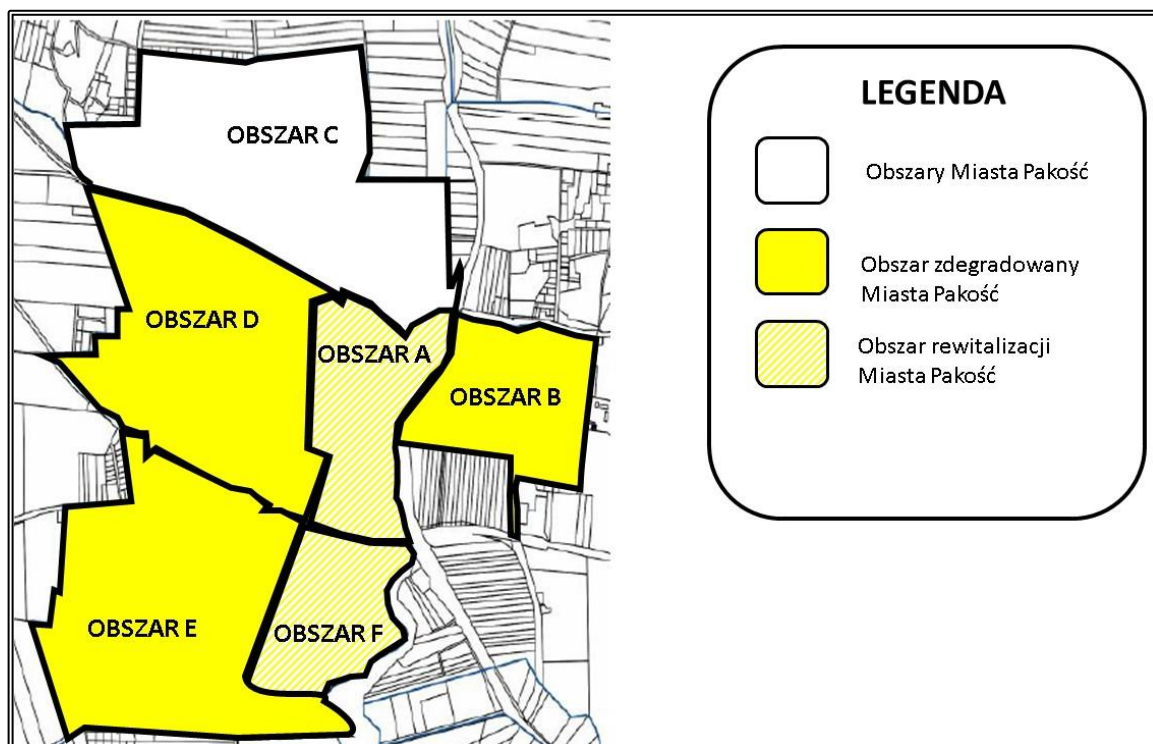 OBSZAR C
OBSZAR D
OBSZAR A
OBSZAR B
OBSZAR E
OBSZAR F
LEGENDA
Obszary Miasta Pakość
Obszar zdegradowany
Miasta Pakość
Obszar rewitalizacji
Miasta Pakość